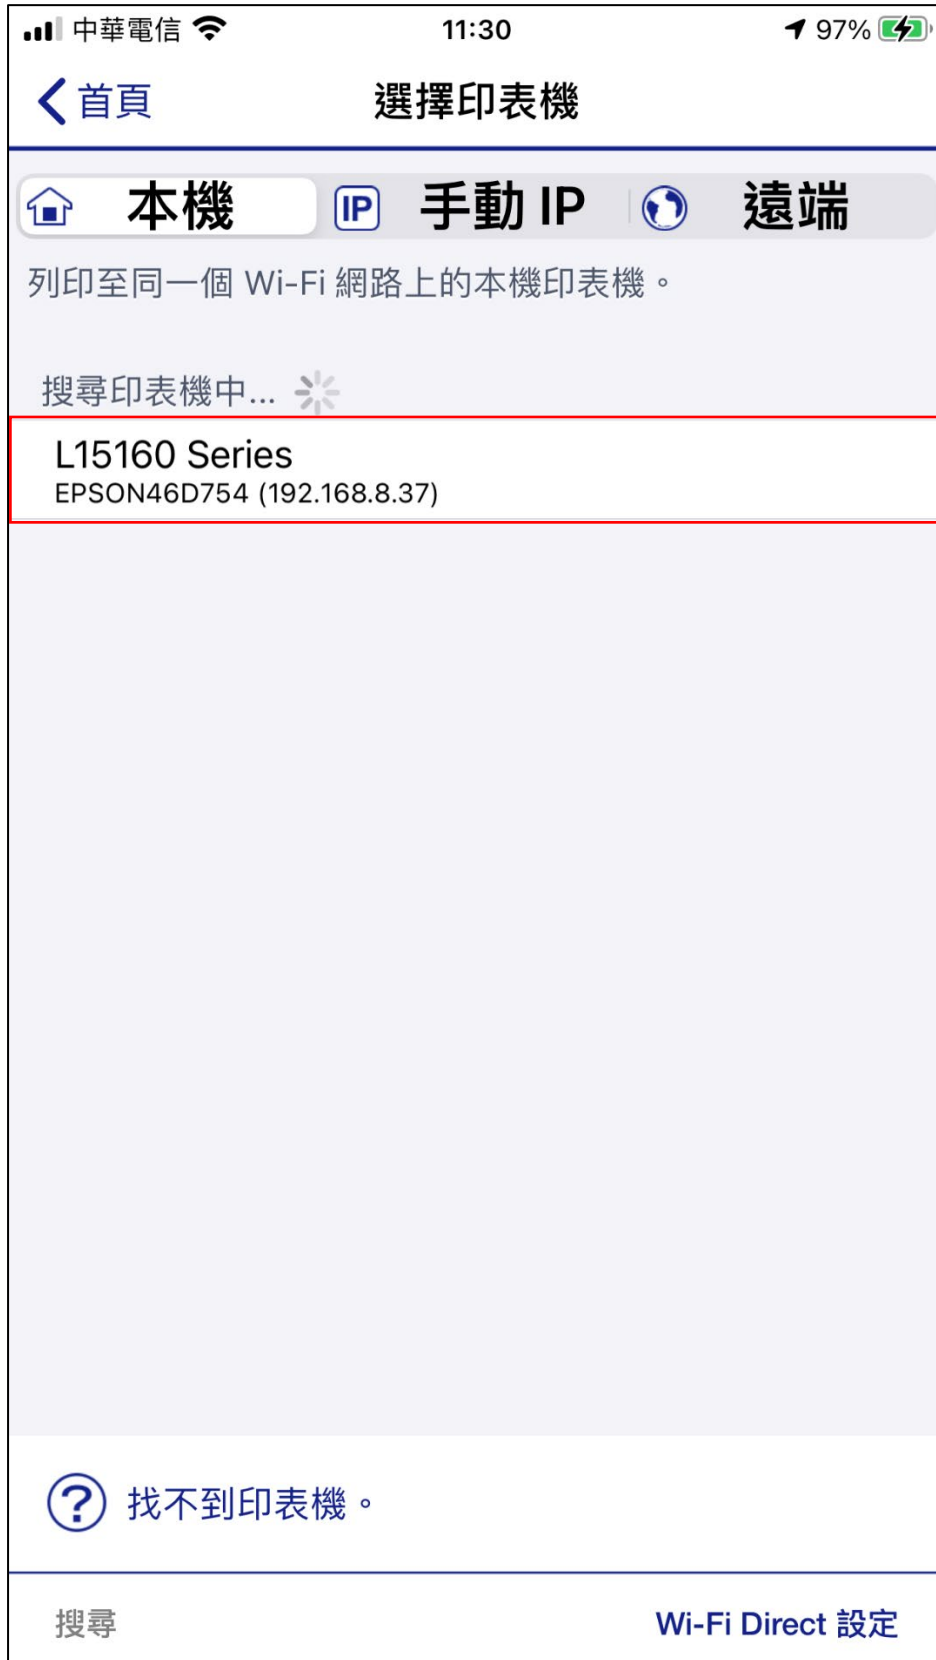 中華電信 11:30 97%
首頁 選擇印表機
本機 IP 手動 IP 遠端
列印至同一個 Wi-Fi 網路上的本機印表機。
搜尋印表機中...
L15160 Series
EPSON46D754 (192.168.8.37)
? 找不到印表機。
搜尋 Wi-Fi Direct 設定